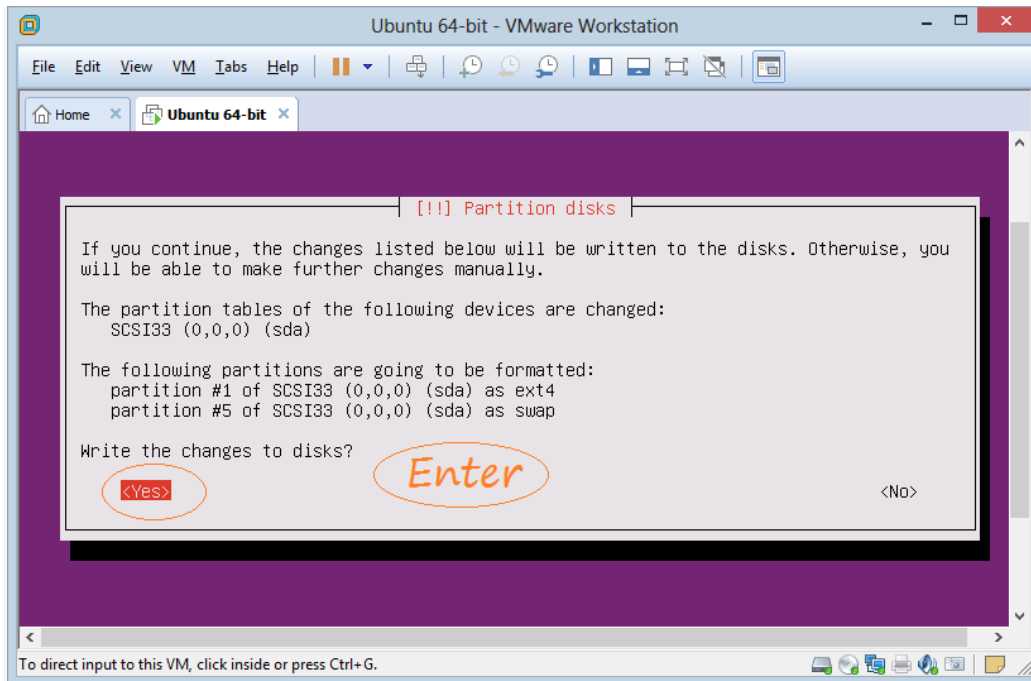 Ubuntu 64-bit - VMware Workstation
File Edit View VM Tabs Help
Home Ubuntu 64-bit
[!!] Partition disks
If you continue, the changes listed below will be written to the disks. Otherwise, you
will be able to make further changes manually.
The partition tables of the following devices are changed:
SCSI33 (0,0,0) (sda)
The following partitions are going to be formatted:
partition #1 of SCSI33 (0,0,0) (sda) as ext4
partition #5 of SCSI33 (0,0,0) (sda) as swap
Write the changes to disks?
<Yes> Enter <No>
To direct input to this VM, click inside or press Ctrl+G.